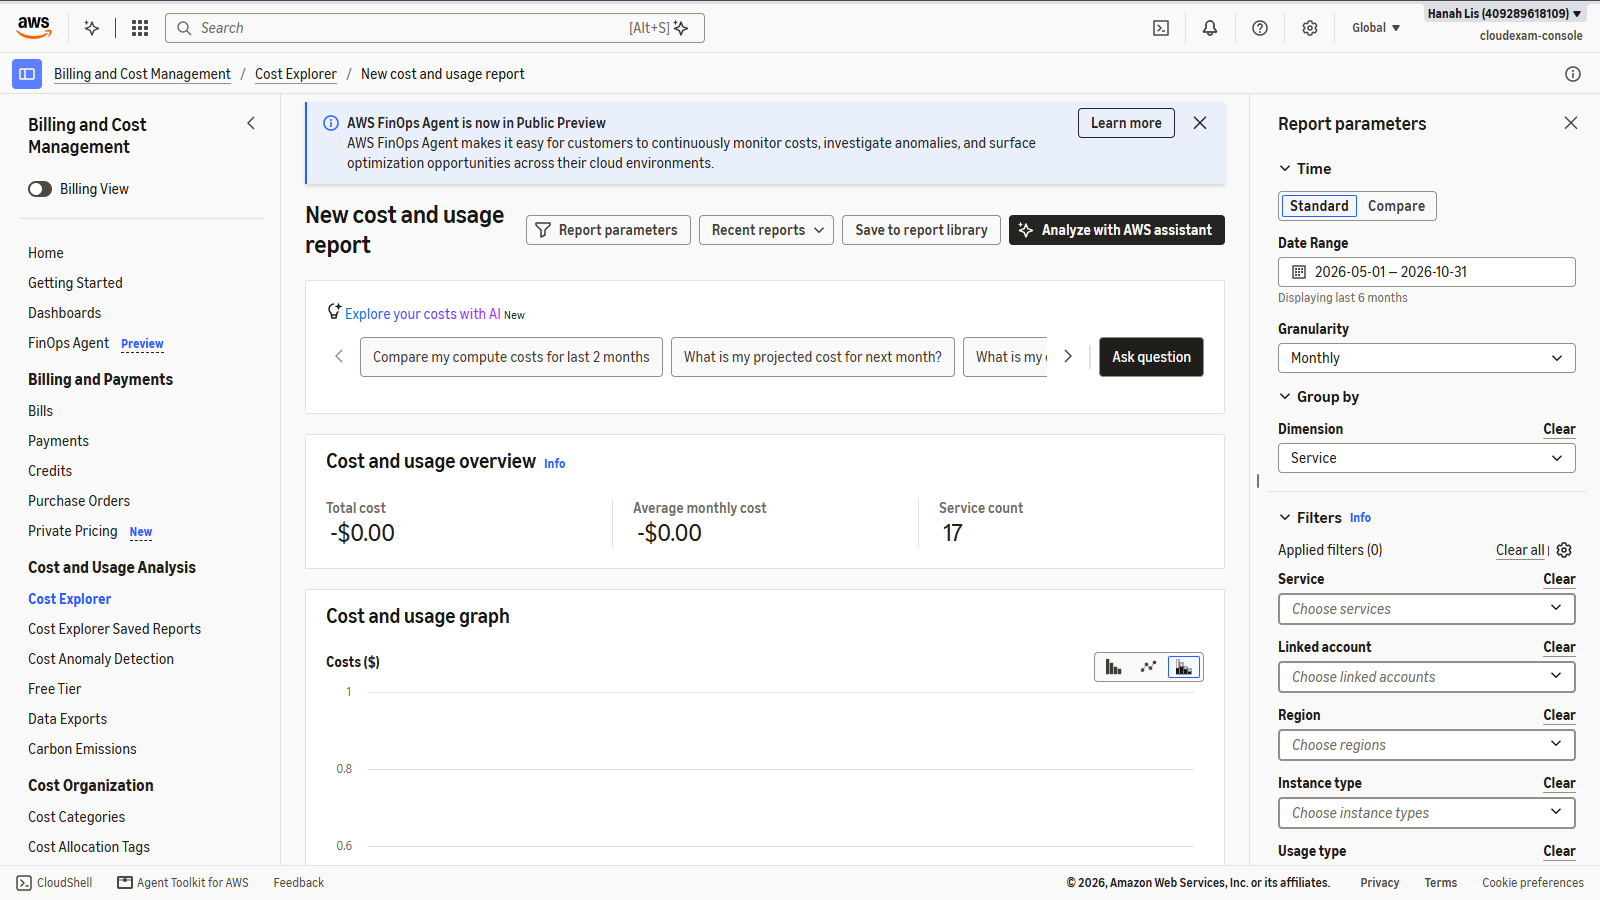 aws
Search
[Alt+S]
Global
Hanah Lis (409289618109)
cloudexam-console
Billing and Cost Management / Cost Explorer / New cost and usage report
Billing and Cost Management
Billing View
Home
Getting Started
Dashboards
FinOps Agent Preview
Billing and Payments
Bills
Payments
Credits
Purchase Orders
Private Pricing New
Cost and Usage Analysis
Cost Explorer
Cost Explorer Saved Reports
Cost Anomaly Detection
Free Tier
Data Exports
Carbon Emissions
Cost Organization
Cost Categories
Cost Allocation Tags
AWS FinOps Agent is now in Public Preview
AWS FinOps Agent makes it easy for customers to continuously monitor costs, investigate anomalies, and surface
optimization opportunities across their cloud environments.
Learn more
New cost and usage
report
Report parameters
Recent reports
Save to report library
Analyze with AWS assistant
Explore your costs with AI New
Compare my compute costs for last 2 months
What is my projected cost for next month?
What is my
Ask question
Cost and usage overview Info
Total cost
-$0.00
Average monthly cost
-$0.00
Service count
17
Cost and usage graph
Costs ($)
1
0.8
0.6
Report parameters
Time
Standard
Compare
Date Range
2026-05-01 — 2026-10-31
Displaying last 6 months
Granularity
Monthly
Group by
Dimension
Clear
Service
Filters Info
Applied filters (0)
Clear all
Service
Clear
Choose services
Linked account
Clear
Choose linked accounts
Region
Clear
Choose regions
Instance type
Clear
Choose instance types
Usage type
Clear
CloudShell
Agent Toolkit for AWS
Feedback
© 2026, Amazon Web Services, Inc. or its affiliates.
Privacy
Terms
Cookie preferences